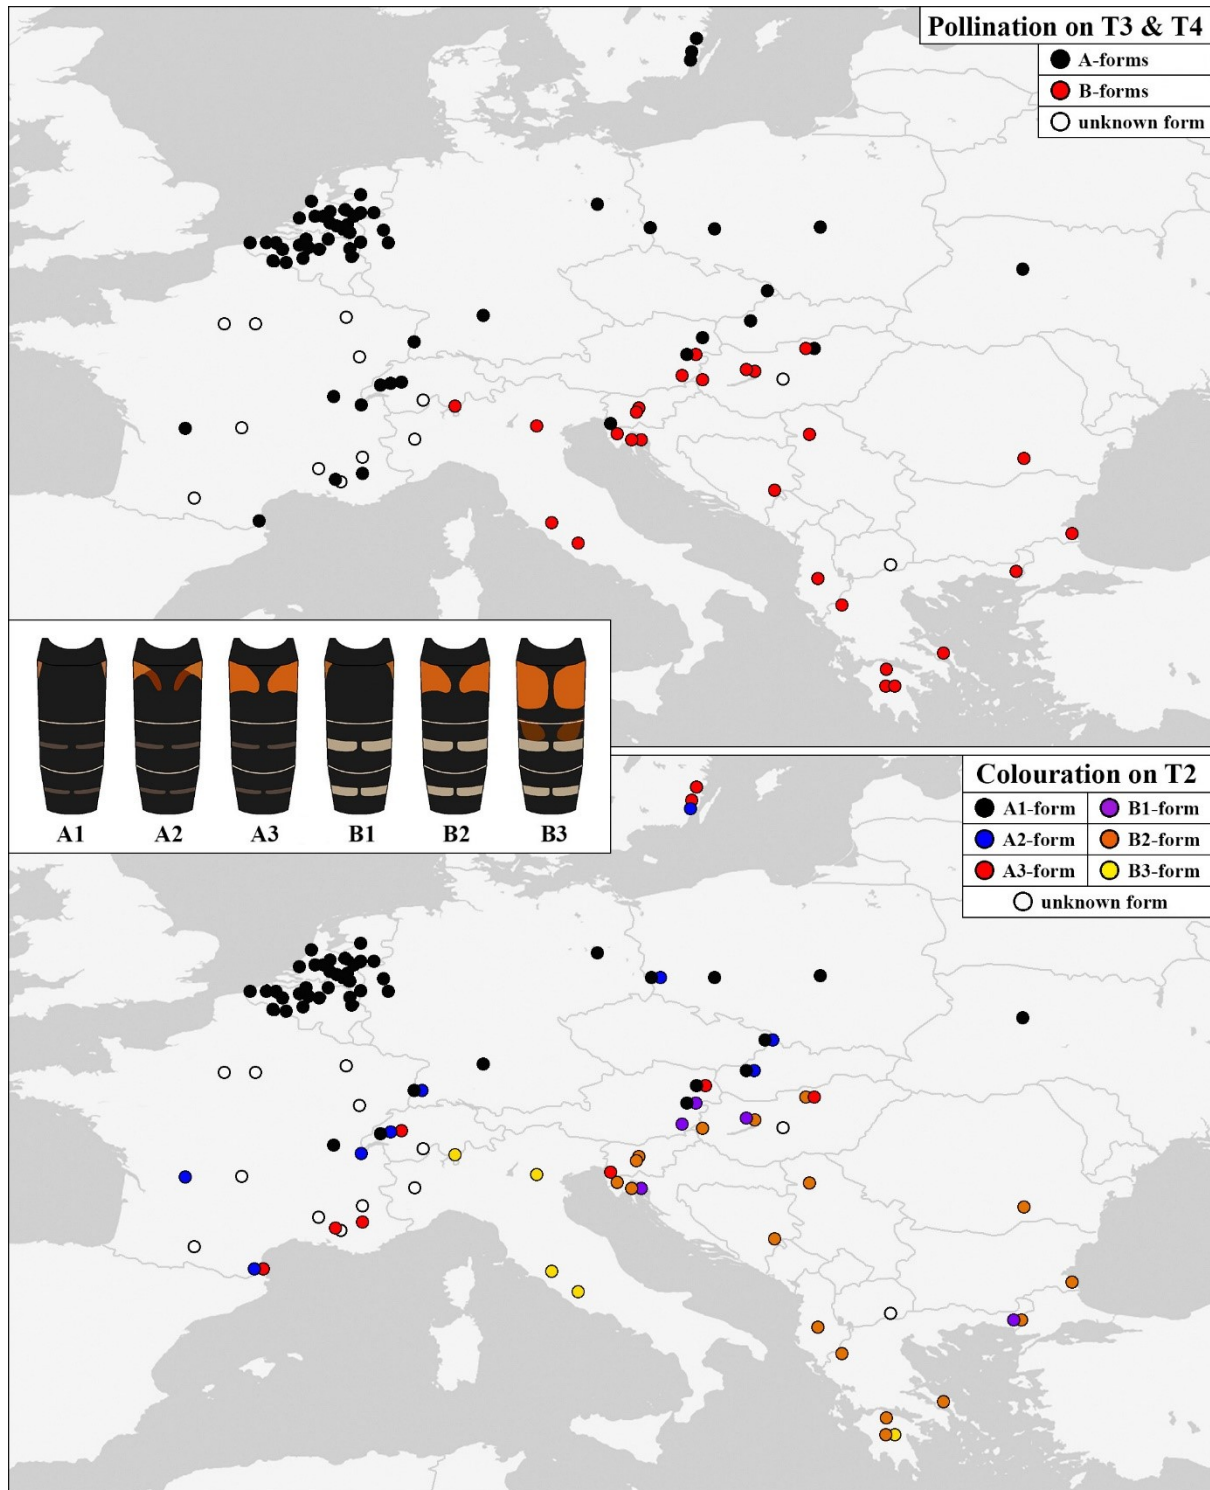 Pollination on T3 & T4
A-forms
B-forms
unknown form
A1 A2 A3 B1 B2 B3
Colouration on T2
A1-form B1-form
A2-form B2-form
A3-form B3-form
unknown form